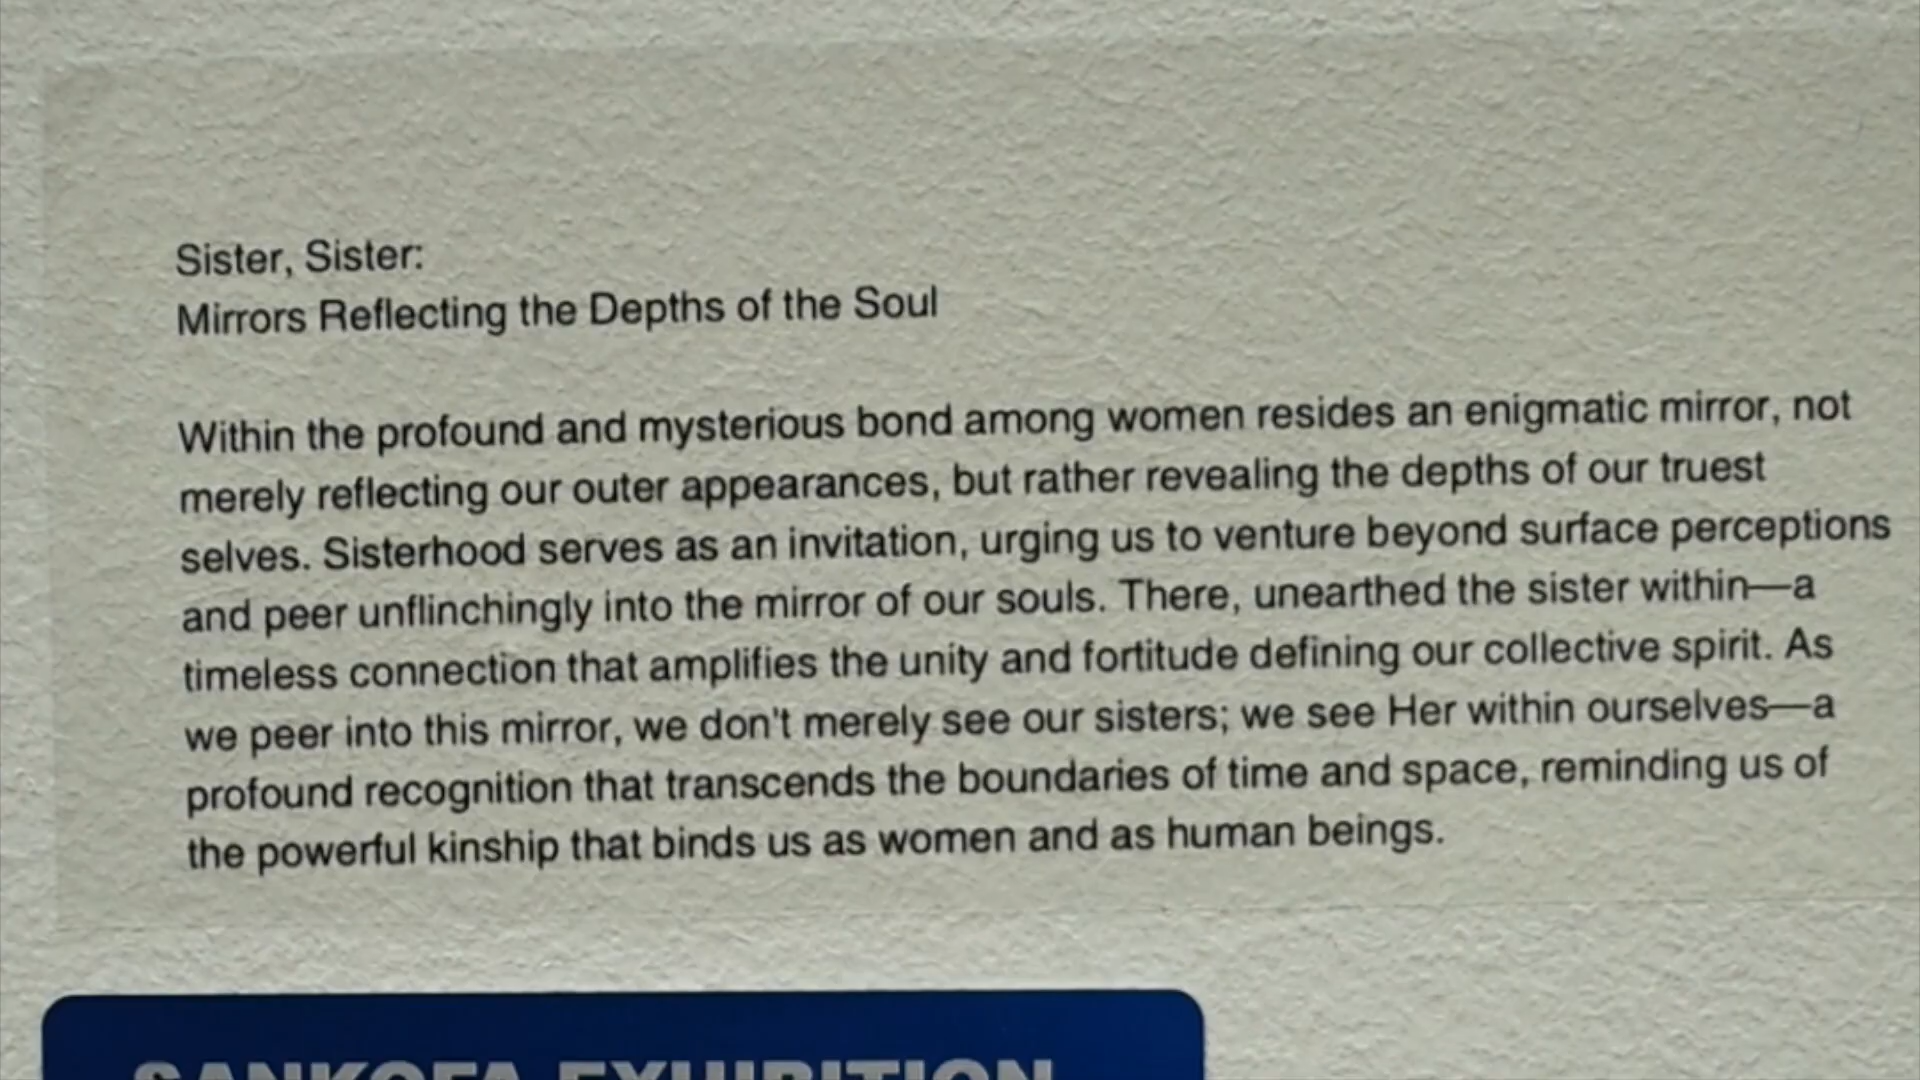 Sister, Sister:
Mirrors Reflecting the Depths of the Soul
Within the profound and mysterious bond among women resides an enigmatic mirror, not
merely reflecting our outer appearances, but rather revealing the depths of our truest
selves. Sisterhood serves as an invitation, urging us to venture beyond surface perceptions
and peer unflinchingly into the mirror of our souls. There, unearthed the sister within—a
timeless connection that amplifies the unity and fortitude defining our collective spirit. As
we peer into this mirror, we don't merely see our sisters; we see Her within ourselves—a
profound recognition that transcends the boundaries of time and space, reminding us of
the powerful kinship that binds us as women and as human beings.
SANKOFA EXHIBITION